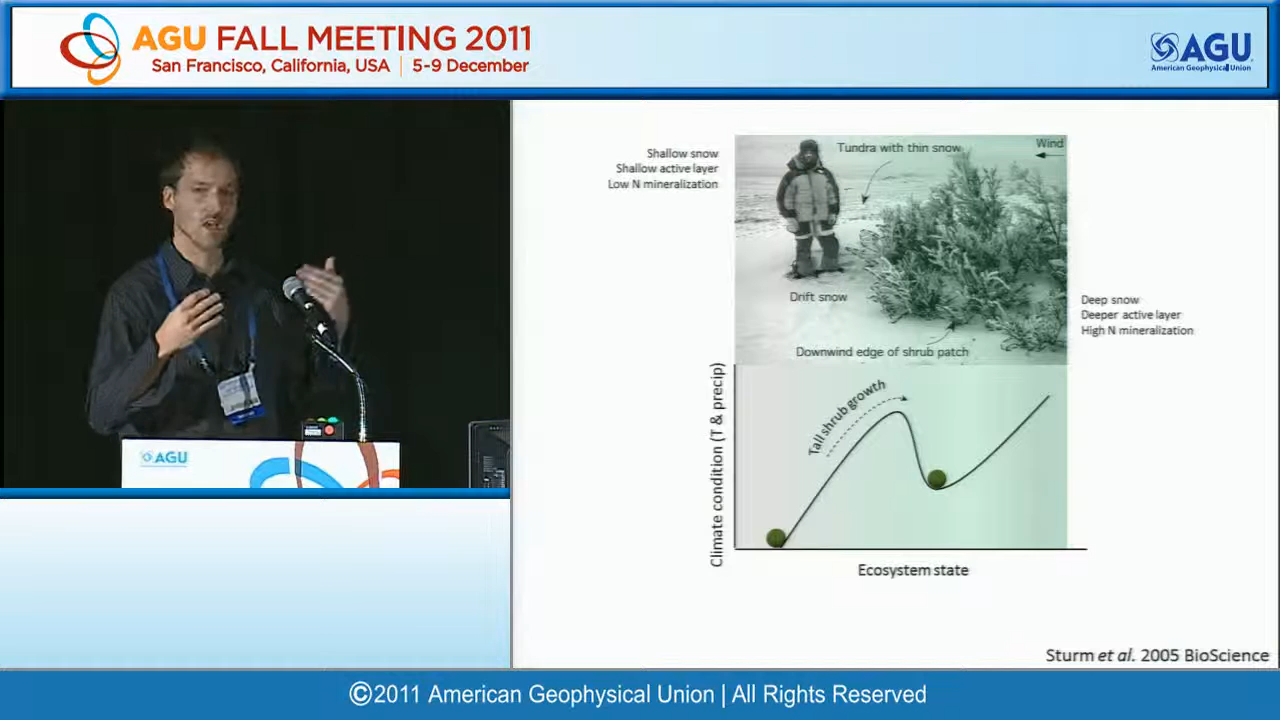 AGU FALL MEETING 2011
San Francisco, California, USA | 5-9 December
AGU
American Geophysical Union
Shallow snow
Shallow active layer
Low N mineralization
Tundra with thin snow
Wind
Drift snow
Downwind edge of shrub patch
Deep snow
Deeper active layer
High N mineralization
Climate condition (T & precip)
Tall shrub growth
Ecosystem state
AGU
Sturm et al. 2005 BioScience
©2011 American Geophysical Union | All Rights Reserved